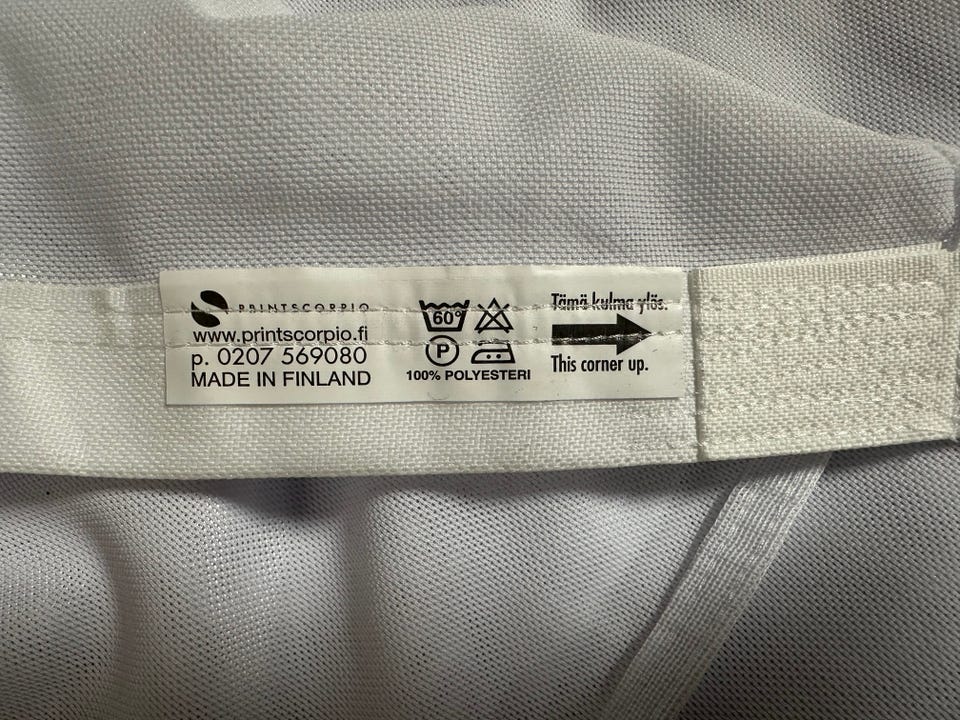 PRINTSCORPIO
www.printscorpio.fi
p. 0207 569080
MADE IN FINLAND
60°
P
100% POLYESTERI
Tämä kulma ylös.
This corner up.